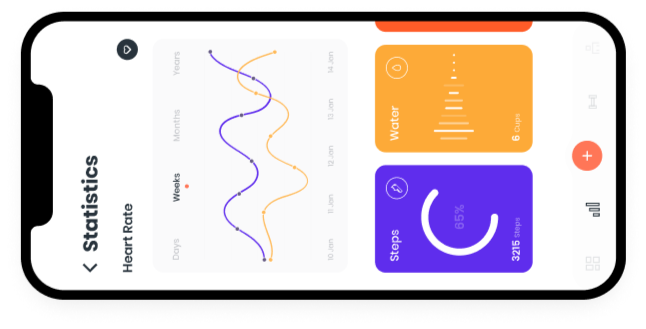 Statistics
Heart Rate
Days Weeks Months Years
10 Jan 11 Jan 12 Jan 13 Jan 14 Jan
Steps
65%
3215 Steps
Water
6 Cups